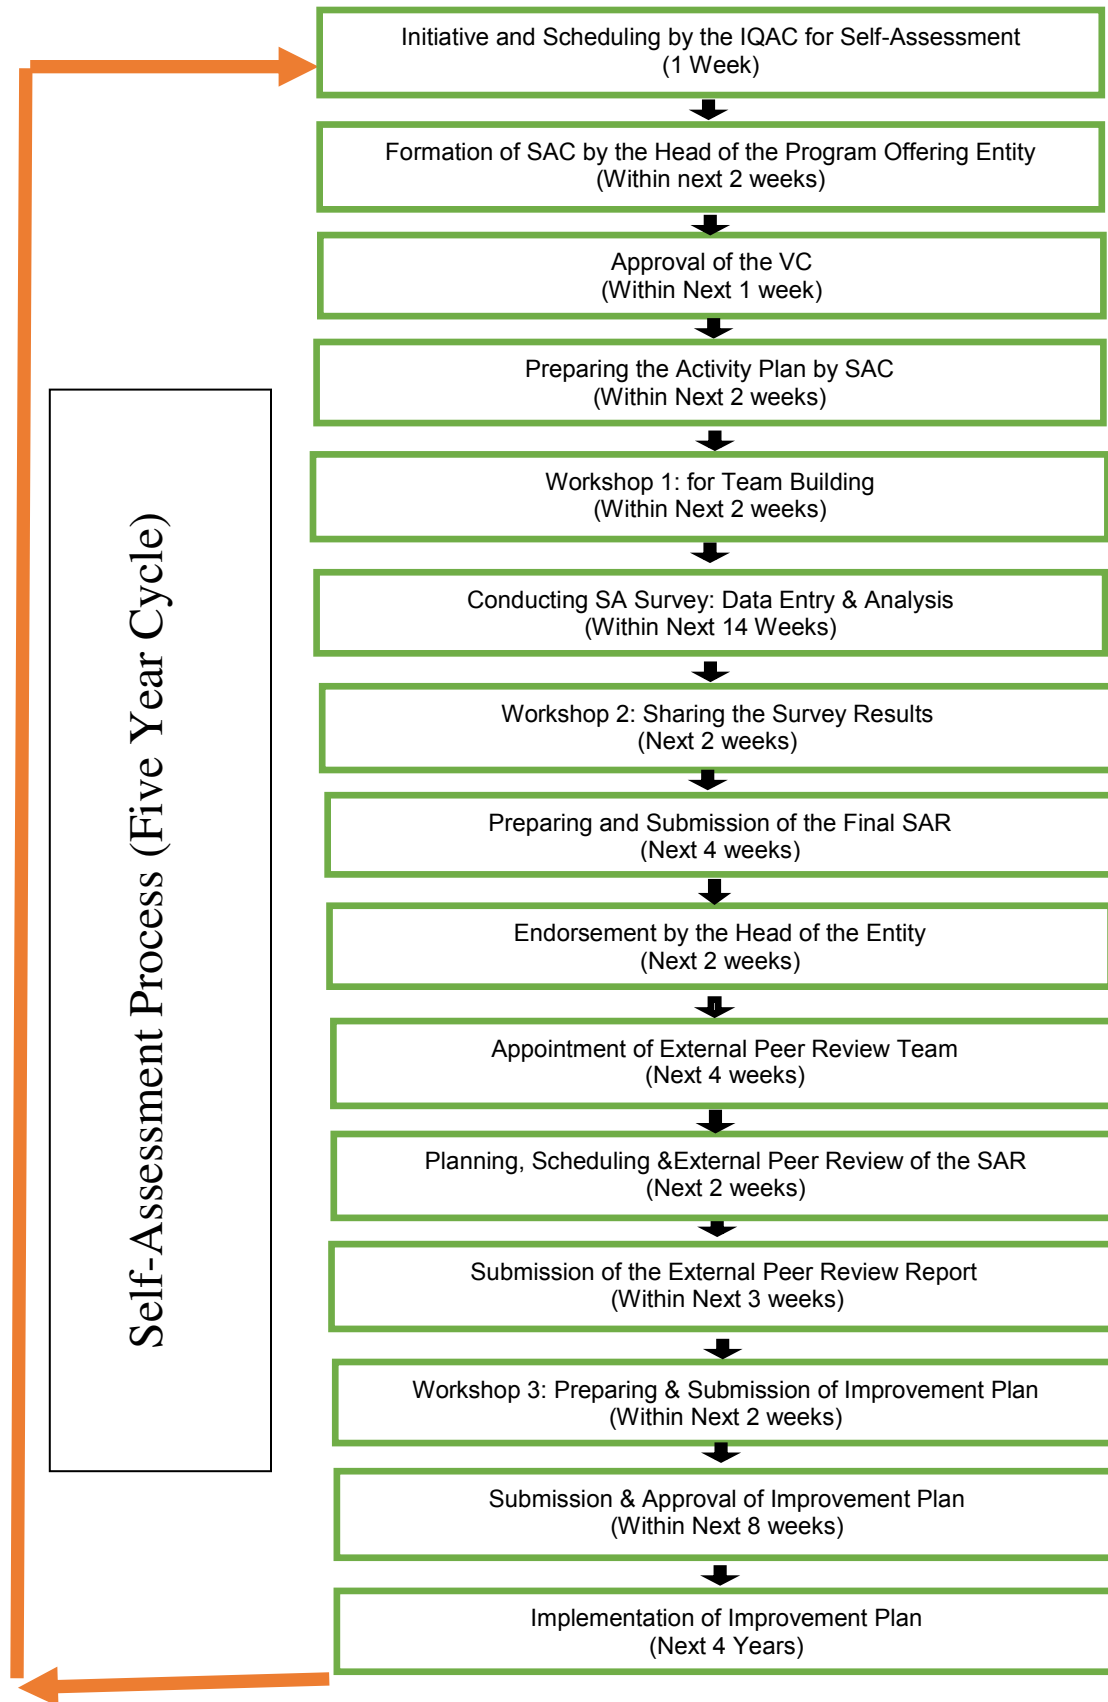 Initiative and Scheduling by the IQAC for Self-Assessment
(1 Week)
Formation of SAC by the Head of the Program Offering Entity
(Within next 2 weeks)
Approval of the VC
(Within Next 1 week)
Preparing the Activity Plan by SAC
(Within Next 2 weeks)
Workshop 1: for Team Building
(Within Next 2 weeks)
Conducting SA Survey: Data Entry & Analysis
(Within Next 14 Weeks)
Workshop 2: Sharing the Survey Results
(Next 2 weeks)
Preparing and Submission of the Final SAR
(Next 4 weeks)
Endorsement by the Head of the Entity
(Next 2 weeks)
Appointment of External Peer Review Team
(Next 4 weeks)
Planning, Scheduling &External Peer Review of the SAR
(Next 2 weeks)
Submission of the External Peer Review Report
(Within Next 3 weeks)
Workshop 3: Preparing & Submission of Improvement Plan
(Within Next 2 weeks)
Submission & Approval of Improvement Plan
(Within Next 8 weeks)
Implementation of Improvement Plan
(Next 4 Years)
Self-Assessment Process (Five Year Cycle)